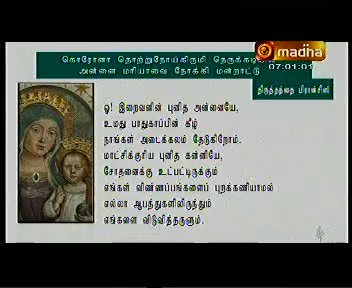 கொரோனா தொற்றுநோய்கிருமி நெருக்கடியில்
madha
அன்னை மரியாவை நோக்கி மன்றாட்டு
07:01:01
திருத்தந்தை பிரான்சிஸ்
ஓ! இறைவனின் புனித அன்னையே,
உமது பாதுகாப்பின் கீழ்
நாங்கள் அடைக்கலம் தேடுகிறோம்.
மாட்சிக்குரிய புனித கன்னியே,
சோதனைக்கு உட்பட்டிருக்கும்
எங்கள் விண்ணப்பங்களைப் புறக்கணியாமல்
எல்லா ஆபத்துகளிலிருந்தும்
எங்களை விடுவித்தருளும்.